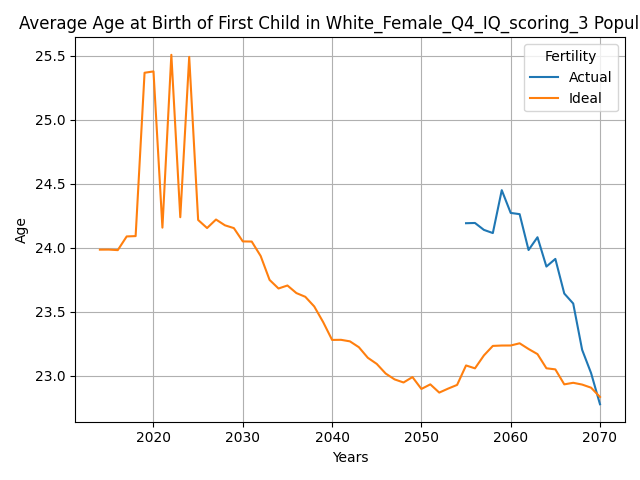 Average Age at Birth of First Child in White_Female_Q4_IQ_scoring_3 Popul
Fertility
Actual
Ideal
25.5
25.0
24.5
24.0
23.5
23.0
Age
2020 2030 2040 2050 2060 2070
Years